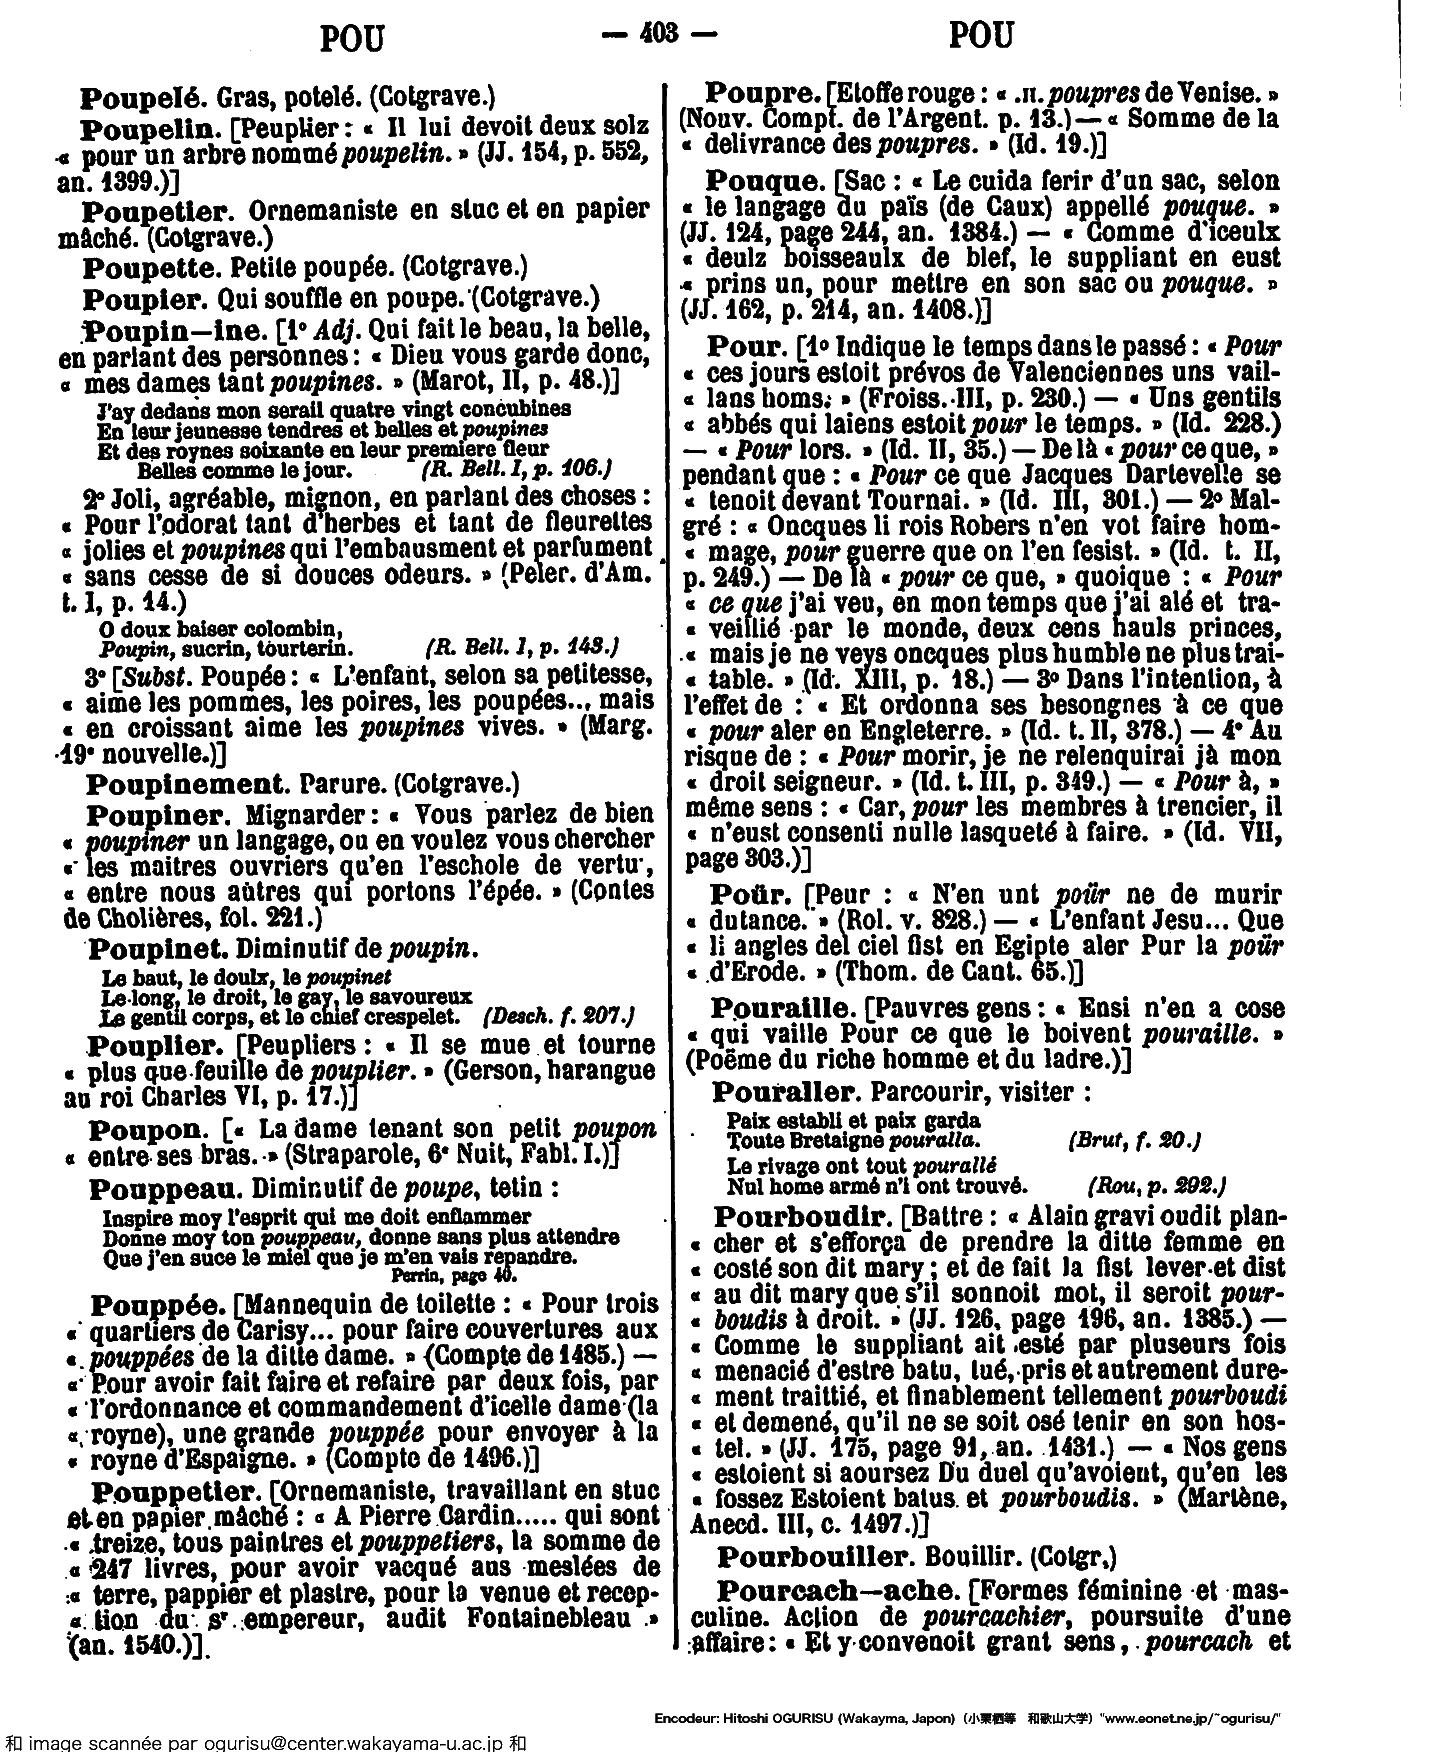 POU
— 403 —
POU
Poupelé. Gras, potelé. (Cotgrave.)
Poupelin. [Peuplier : « Il lui devoit deux solz
« pour un arbre nommé poupelin. » (JJ. 154, p. 552,
an. 1399.)]
Poupetier. Ornemaniste en stuc et en papier
mâché. (Cotgrave.)
Poupette. Petite poupée. (Cotgrave.)
Poupier. Qui souffle en poupe. (Cotgrave.)
Poupin—ine. [1º Adj. Qui fait le beau, la belle,
en parlant des personnes : « Dieu vous garde donc,
« mes dames tant poupines. » (Marot, II, p. 48.)]
J'ay dedans mon serail quatre vingt concubines
En leur jeunesse tendres et belles et poupines
Et des roynes soixante en leur premiere fleur
Belles comme le jour. (R. Bell. I, p. 106.)
2º Joli, agréable, mignon, en parlant des choses :
« Pour l'odorat tant d'herbes et tant de fleurettes
« jolies et poupines qui l'embausment et parfument
« sans cesse de si douces odeurs. » (Peler. d'Am.
t. I, p. 14.)
O doux baiser colombin,
Poupin, sucrin, tourterin. (R. Bell. I, p. 143.)
3º [Subst. Poupée : « L'enfant, selon sa petitesse,
« aime les pommes, les poires, les poupées... mais
« en croissant aime les poupines vives. » (Marg.
19e nouvelle.)]
Poupinement. Parure. (Cotgrave.)
Poupiner. Mignarder : « Vous parlez de bien
« poupiner un langage, ou en voulez vous chercher
« les maitres ouvriers qu'en l'eschole de vertu,
« entre nous autres qui portons l'épée. » (Contes
de Cholières, fol. 221.)
Poupinet. Diminutif de poupin.
Le baut, le doulx, le poupinet
Le long, le droit, le gay, le savoureux
Le gentil corps, et le chief crespelet. (Desch. f. 207.)
Pouplier. [Peupliers : « Il se mue et tourne
« plus que feuille de pouplier. » (Gerson, harangue
au roi Charles VI, p. 17.)]
Poupon. [« La dame tenant son petit poupon
« entre ses bras. » (Straparole, 6e Nuit, Fabl. I.)]
Pouppeau. Diminutif de poupe, tetin :
Inspire moy l'esprit qui me doit enflammer
Donne moy ton pouppeau, donne sans plus attendre
Que j'en suce le miel que je m'en vais repandre.
Perrin, page 40.
Pouppée. [Mannequin de toilette : « Pour trois
« quartiers de Carisy... pour faire couvertures aux
« pouppées de la ditte dame. » (Compte de 1485.) —
« Pour avoir fait faire et refaire par deux fois, par
« l'ordonnance et commandement d'icelle dame (la
« royne), une grande pouppée pour envoyer à la
« royne d'Espaigne. » (Compte de 1496.)]
Pouppetier. [Ornemaniste, travaillant en stuc
et en papier mâché : « A Pierre Cardin..... qui sont
« treize, tous paintres et pouppetiers, la somme de
« 247 livres, pour avoir vacqué aus meslées de
« terre, pappier et plastre, pour la venue et recep-
« tion du sr empereur, audit Fontainebleau »
(an. 1540.)].
Poupre. [Etoffe rouge : « .II. poupres de Venise. »
(Nouv. Compt. de l'Argent. p. 13.) — « Somme de la
« delivrance des poupres. » (Id. 19.)]
Pouque. [Sac : « Le cuida ferir d'un sac, selon
« le langage du païs (de Caux) appellé pouque. »
(JJ. 124, page 244, an. 1384.) — « Comme d'iceulx
« deulz boisseaulx de blef, le suppliant en eust
« prins un, pour mettre en son sac ou pouque. »
(JJ. 162, p. 214, an. 1408.)]
Pour. [1º Indique le temps dans le passé : « Pour
« ces jours estoit prévos de Valenciennes uns vail-
« lans homs. » (Froiss. III, p. 230.) — « Uns gentils
« abbés qui laiens estoit pour le temps. » (Id. 228.)
— « Pour lors. » (Id. II, 35.) — De là « pour ce que, »
pendant que : « Pour ce que Jacques Dartevelle se
« tenoit devant Tournai. » (Id. III, 301.) — 2º Mal-
gré : « Oncques li rois Robers n'en vot faire hom-
« mage, pour guerre que on l'en fesist. » (Id. t. II,
p. 249.) — De là « pour ce que, » quoique : « Pour
« ce que j'ai veu, en mon temps que j'ai alé et tra-
« veillié par le monde, deux cens hauls princes,
« mais je ne veys oncques plus humble ne plus trai-
« table. » (Id. XIII, p. 18.) — 3º Dans l'intention, à
l'effet de : « Et ordonna ses besongnes à ce que
« pour aler en Engleterre. » (Id. t. II, 378.) — 4º Au
risque de : « Pour morir, je ne relenquirai jà mon
« droit seigneur. » (Id. t. III, p. 349.) — « Pour à, »
même sens : « Car, pour les membres à trencier, il
« n'eust consenti nulle lasqueté à faire. » (Id. VII,
page 303.)]
Poür. [Peur : « N'en unt poür ne de murir
« dutance. » (Rol. v. 828.) — « L'enfant Jesu... Que
« li angles del ciel fist en Egipte aler Pur la poür
« d'Erode. » (Thom. de Cant. 65.)]
Pouraille. [Pauvres gens : « Ensi n'en a cose
« qui vaille Pour ce que le boivent pouraille. »
(Poëme du riche homme et du ladre.)]
Pouraller. Parcourir, visiter :
Paix establi et paix garda
Toute Bretaigne pouralla. (Brut, f. 20.)
Le rivage ont tout pourallé
Nul home armé n'i ont trouvé. (Rou, p. 292.)
Pourboudir. [Battre : « Alain gravi oudit plan-
« cher et s'efforça de prendre la ditte femme en
« costé son dit mary ; et de fait la fist lever et dist
« au dit mary que s'il sonnoit mot, il seroit pour-
« boudis à droit. » (JJ. 126, page 196, an. 1385.) —
« Comme le suppliant ait esté par pluseurs fois
« menacié d'estre batu, tué, pris et autrement dure-
« ment traittié, et finablement tellement pourboudi
« et demené, qu'il ne se soit osé tenir en son hos-
« tel. » (JJ. 175, page 91, an. 1431.) — « Nos gens
« estoient si aoursez Du duel qu'avoient, qu'en les
« fossez Estoient batus et pourboudis. » (Martène,
Anecd. III, c. 1497.)]
Pourbouiller. Bouillir. (Cotgr.)
Pourcach—ache. [Formes féminine et mas-
culine. Action de pourcachier, poursuite d'une
affaire : « Et y convenoit grant sens, pourcach et
Encodeur: Hitoshi OGURISU (Wakayma, Japon) (小栗栖等 和歌山大学) "www.eonet.ne.jp/~ogurisu/"
和 image scannée par ogurisu@center.wakayama-u.ac.jp 和